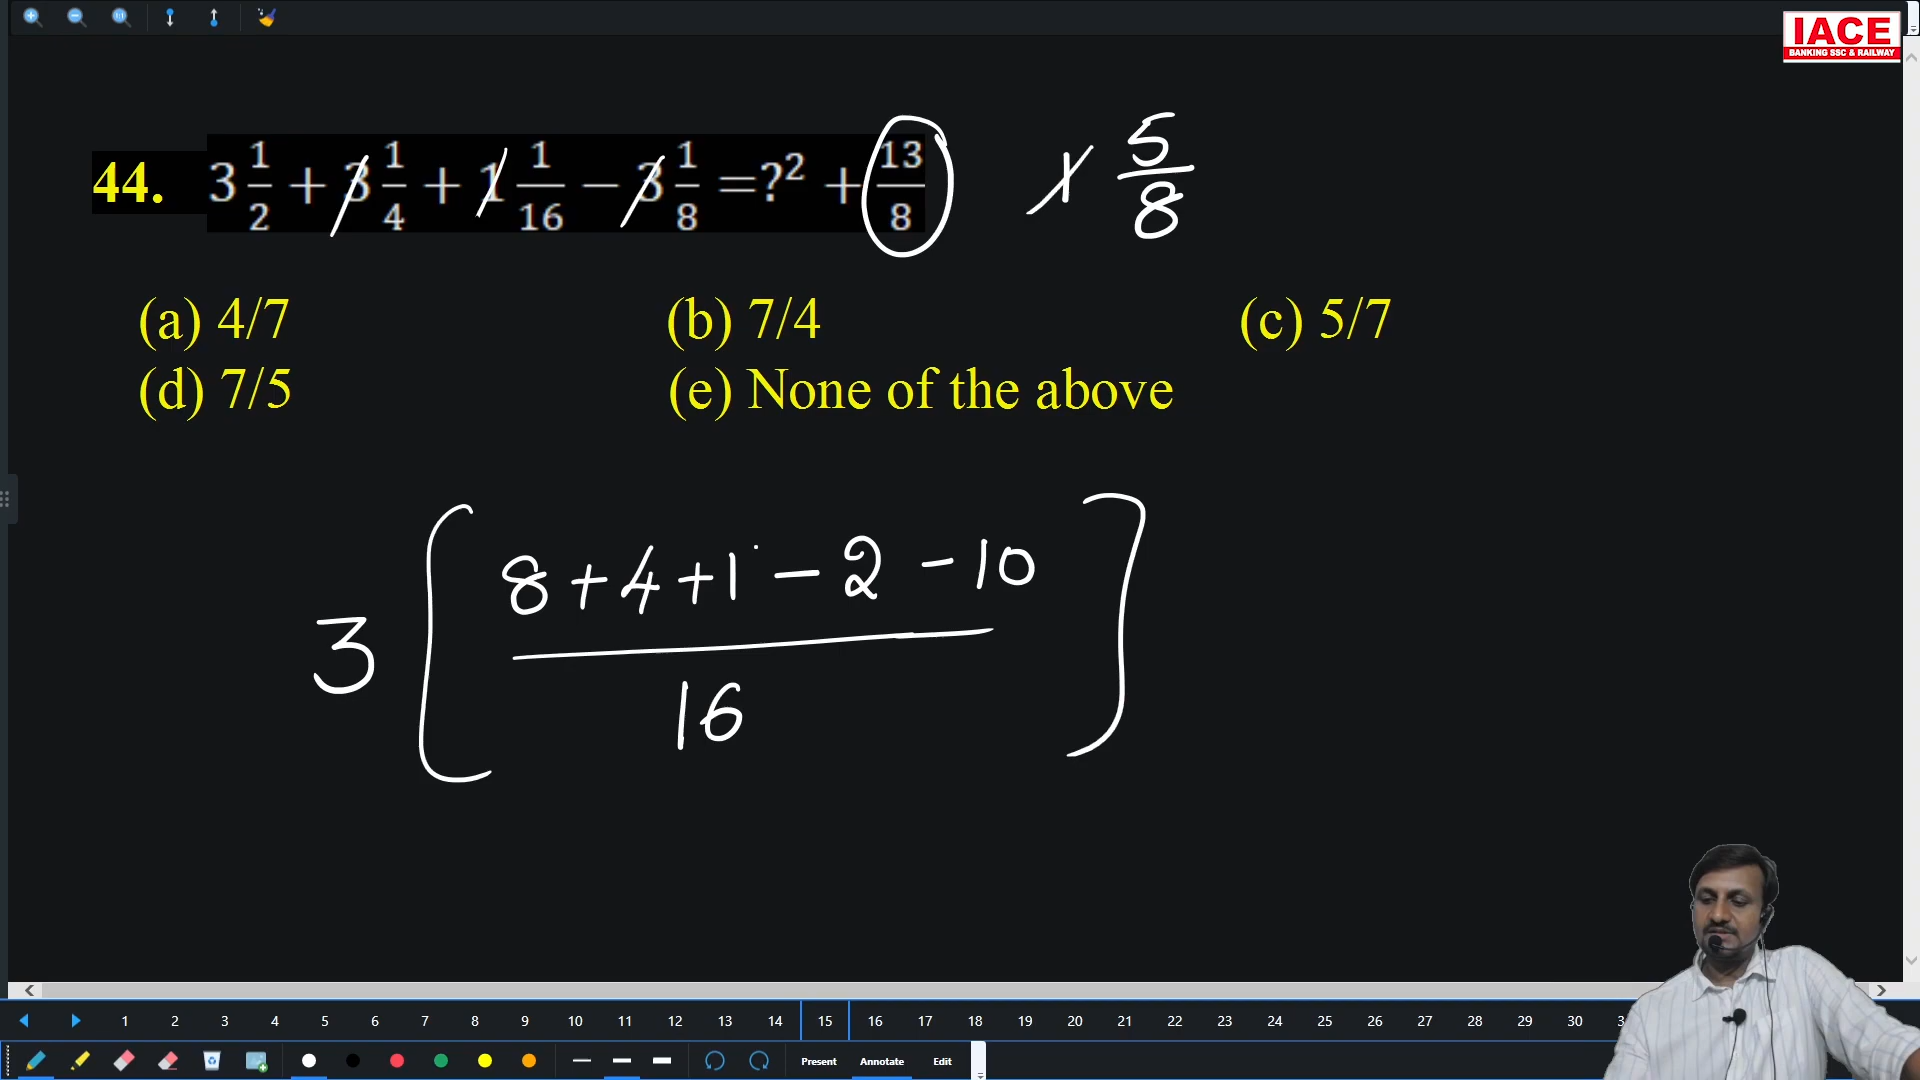 IACE
BANKING SSC & RAILWAY
44. 3 1/2 + 3 1/4 + 1 1/16 − 3 1/8 =?² + 13/8
1 5/8
(a) 4/7 (b) 7/4 (c) 5/7
(d) 7/5 (e) None of the above
3 [ 8+4+1−2−10 / 16 ]
1 2 3 4 5 6 7 8 9 10 11 12 13 14 15 16 17 18 19 20 21 22 23 24 25 26 27 28 29 30
Present Annotate Edit